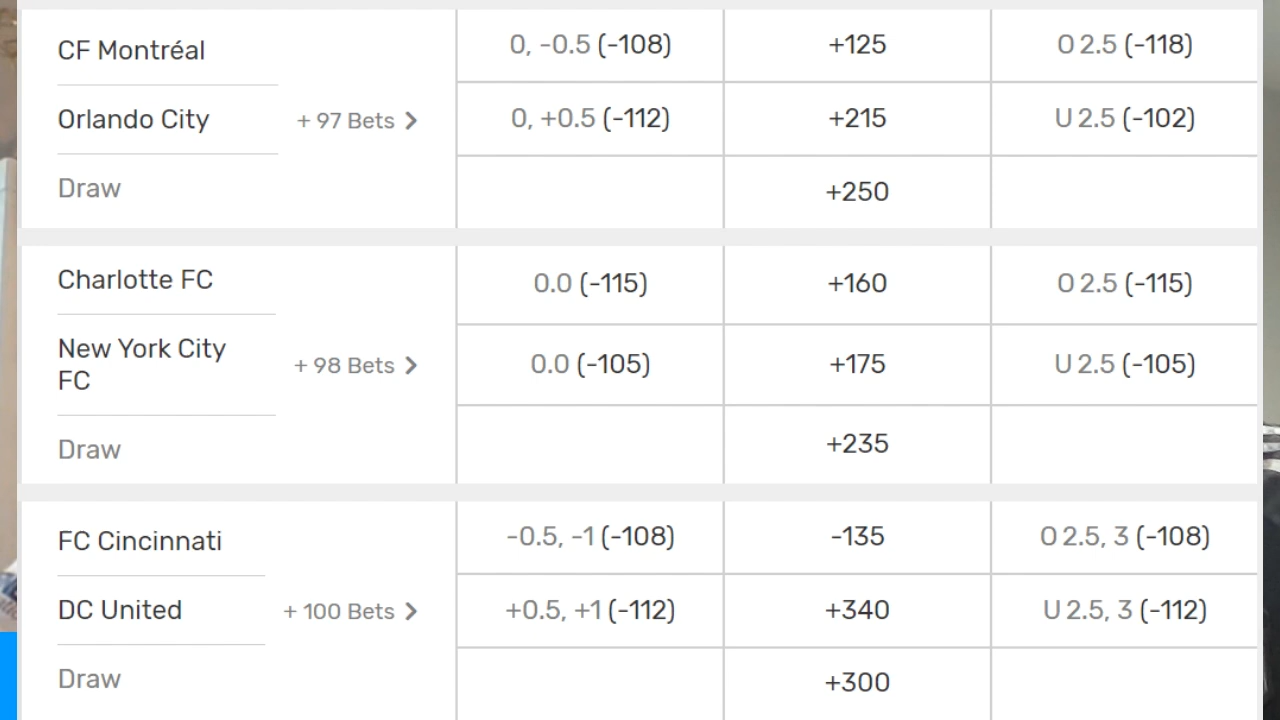 CF Montréal
0, -0.5 (-108)
+125
O 2.5 (-118)
Orlando City
+ 97 Bets
0, +0.5 (-112)
+215
U 2.5 (-102)
Draw
+250
Charlotte FC
0.0 (-115)
+160
O 2.5 (-115)
New York City
FC
+ 98 Bets
0.0 (-105)
+175
U 2.5 (-105)
Draw
+235
FC Cincinnati
-0.5, -1 (-108)
-135
O 2.5, 3 (-108)
DC United
+ 100 Bets
+0.5, +1 (-112)
+340
U 2.5, 3 (-112)
Draw
+300